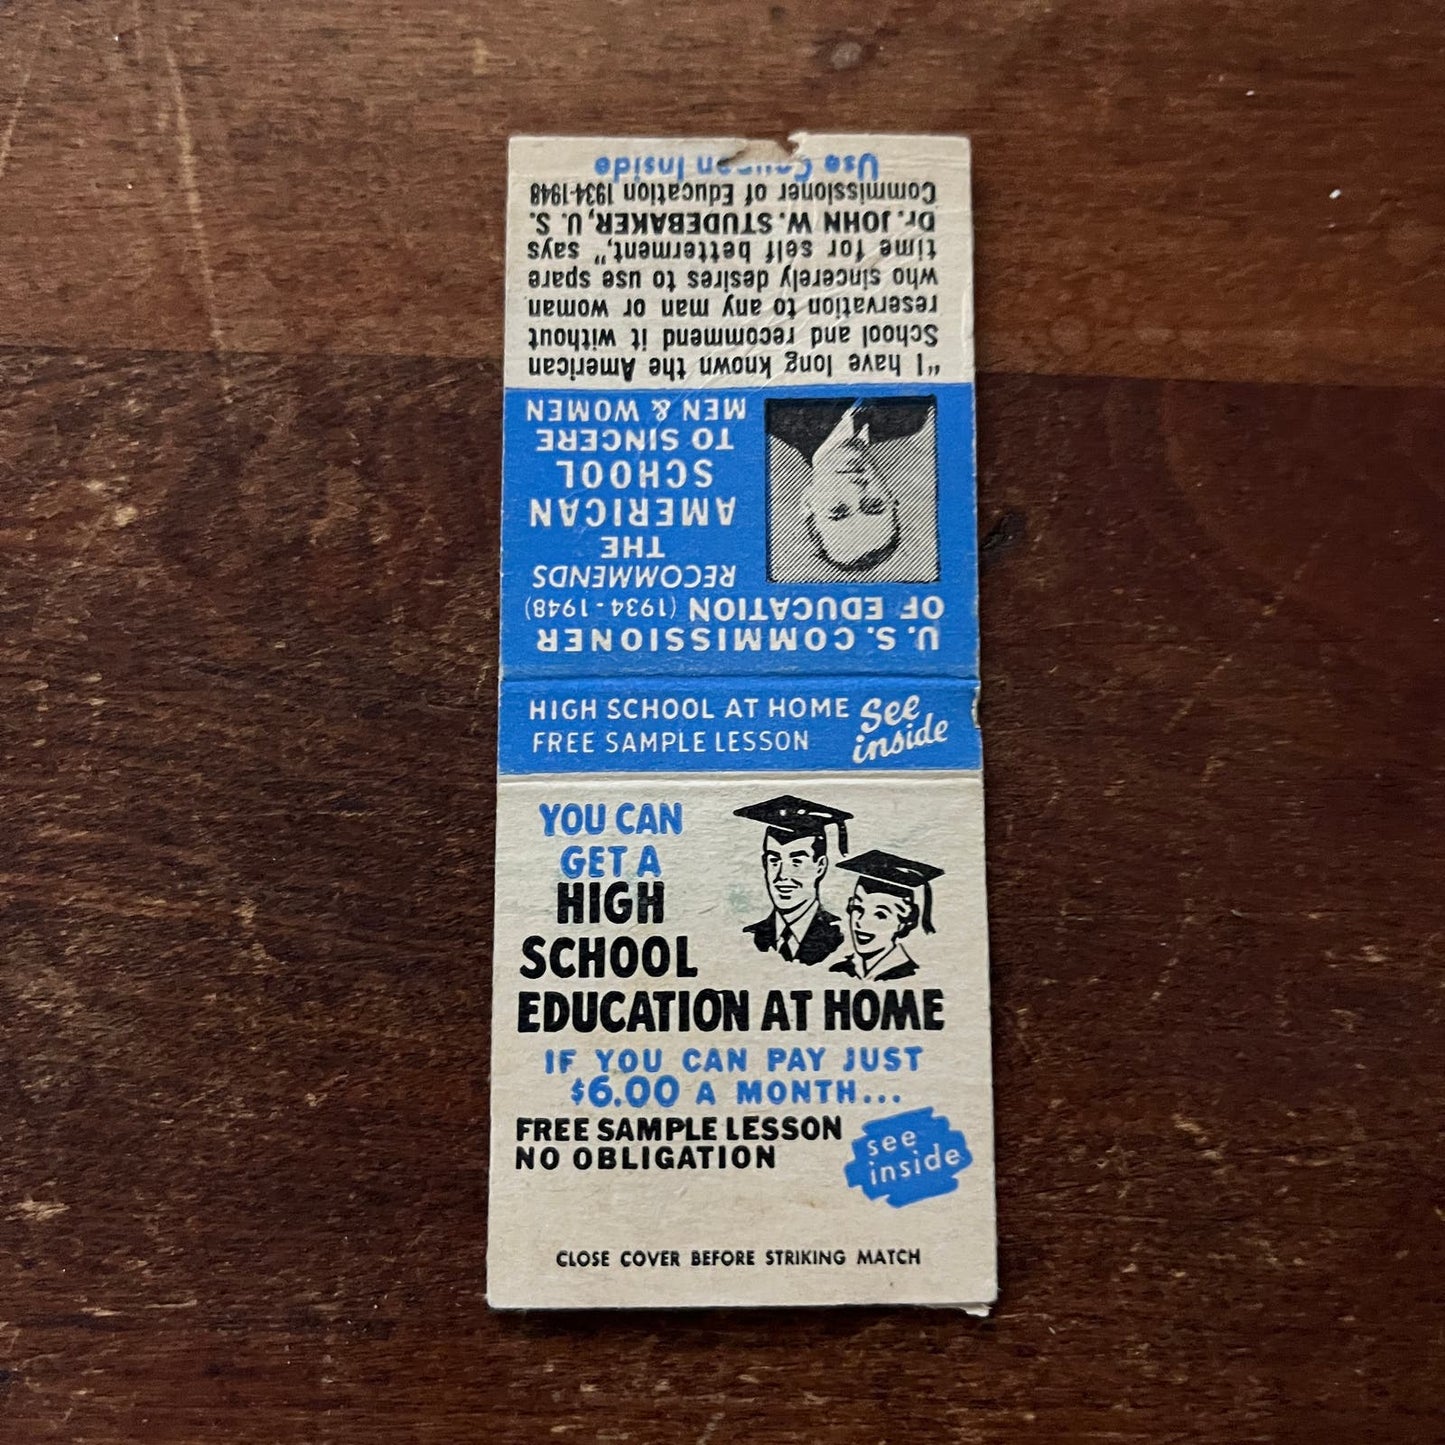 U.S. COMMISSIONER
OF EDUCATION (1934-1948)
RECOMMENDS
THE
AMERICAN
SCHOOL
TO SINCERE
MEN & WOMEN
"I have long known the American
School and recommend it without
reservation to any man or woman
who sincerely desires to use spare
time for self betterment," says
Dr. JOHN W. STUDEBAKER, U. S.
Commissioner of Education 1934-1948
Use Coupon Inside
HIGH SCHOOL AT HOME
FREE SAMPLE LESSON
See
inside
YOU CAN
GET A
HIGH
SCHOOL
EDUCATION AT HOME
IF YOU CAN PAY JUST
$6.00 A MONTH...
FREE SAMPLE LESSON
NO OBLIGATION
see
inside
CLOSE COVER BEFORE STRIKING MATCH